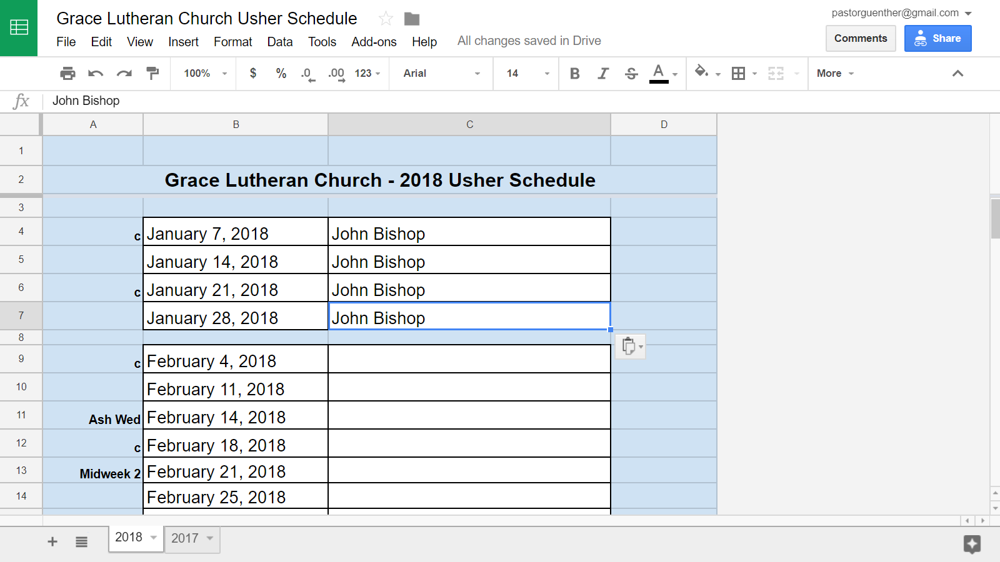 Grace Lutheran Church Usher Schedule
pastorguenther@gmail.com
File Edit View Insert Format Data Tools Add-ons Help All changes saved in Drive
Comments Share
100% $ % .0 .00 123 Arial 14 B I S A More
fx John Bishop
A B C D
1
2 Grace Lutheran Church - 2018 Usher Schedule
3
4 c January 7, 2018 John Bishop
5 January 14, 2018 John Bishop
6 c January 21, 2018 John Bishop
7 January 28, 2018 John Bishop
8
9 c February 4, 2018
10 February 11, 2018
11 Ash Wed February 14, 2018
12 c February 18, 2018
13 Midweek 2 February 21, 2018
14 February 25, 2018
2018 2017